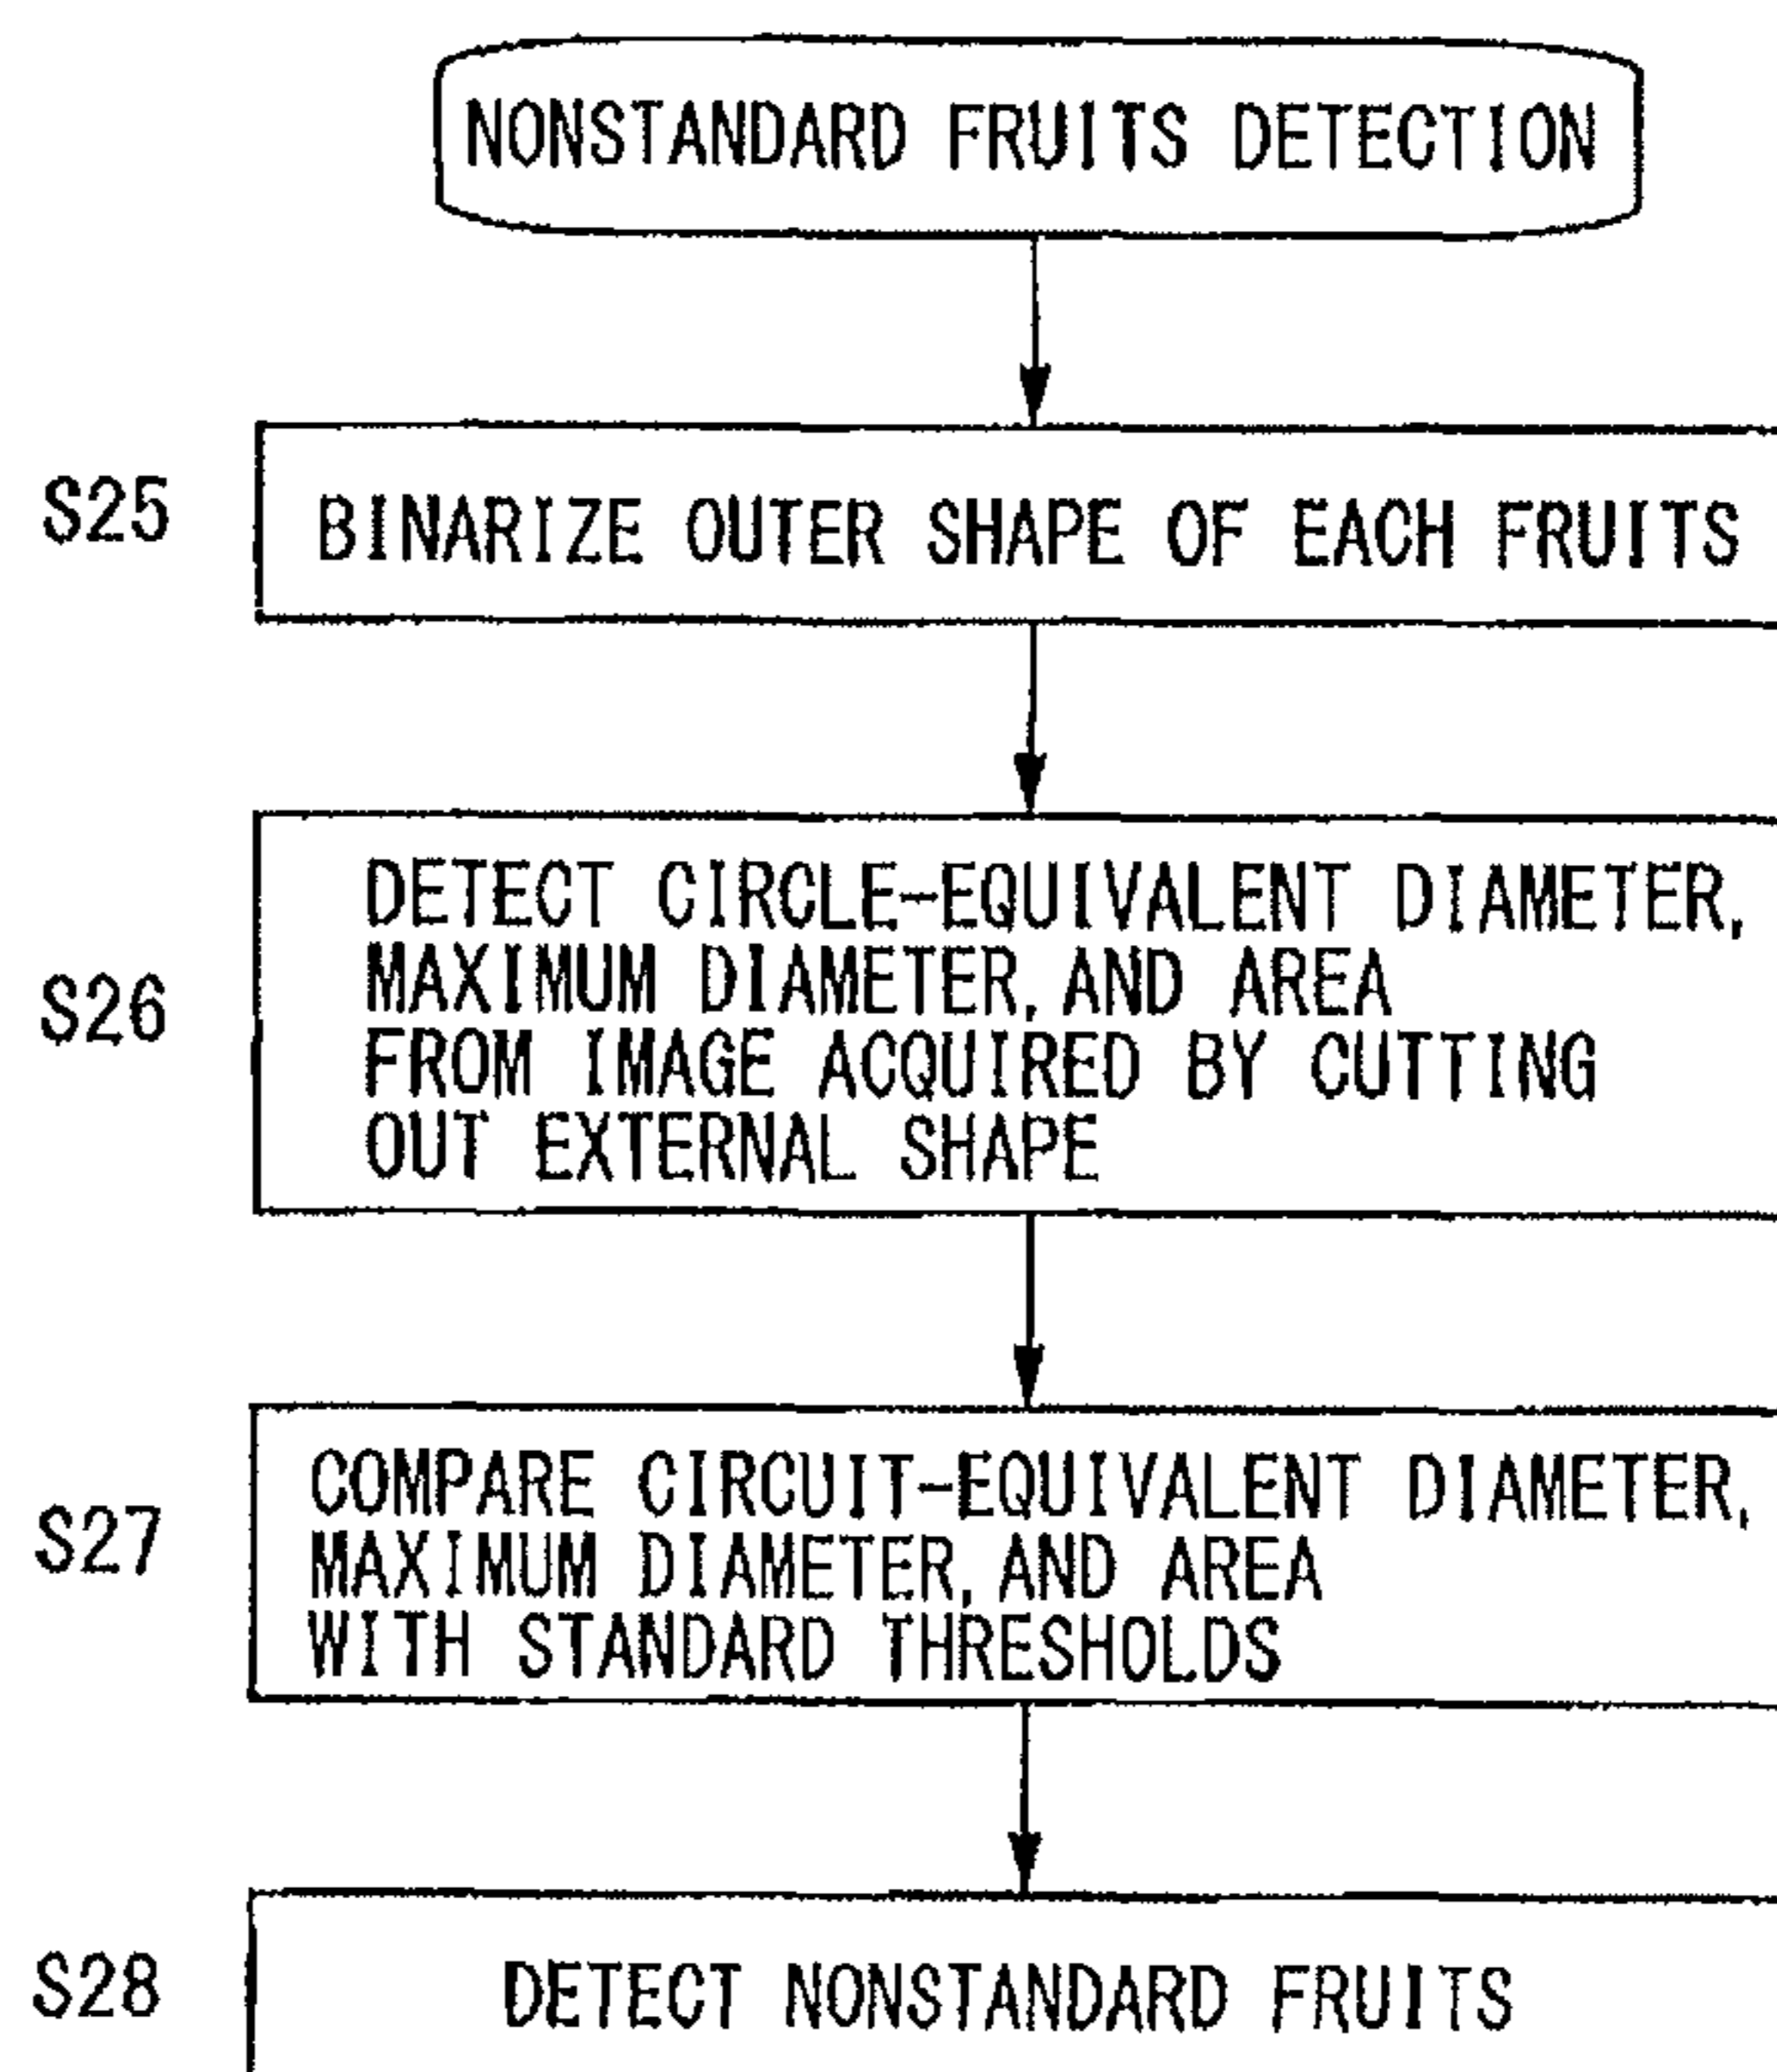 NONSTANDARD FRUITS DETECTION
S25
BINARIZE OUTER SHAPE OF EACH FRUITS
S26
DETECT CIRCLE-EQUIVALENT DIAMETER,
MAXIMUM DIAMETER, AND AREA
FROM IMAGE ACQUIRED BY CUTTING
OUT EXTERNAL SHAPE
S27
COMPARE CIRCUIT-EQUIVALENT DIAMETER,
MAXIMUM DIAMETER, AND AREA
WITH STANDARD THRESHOLDS
S28
DETECT NONSTANDARD FRUITS